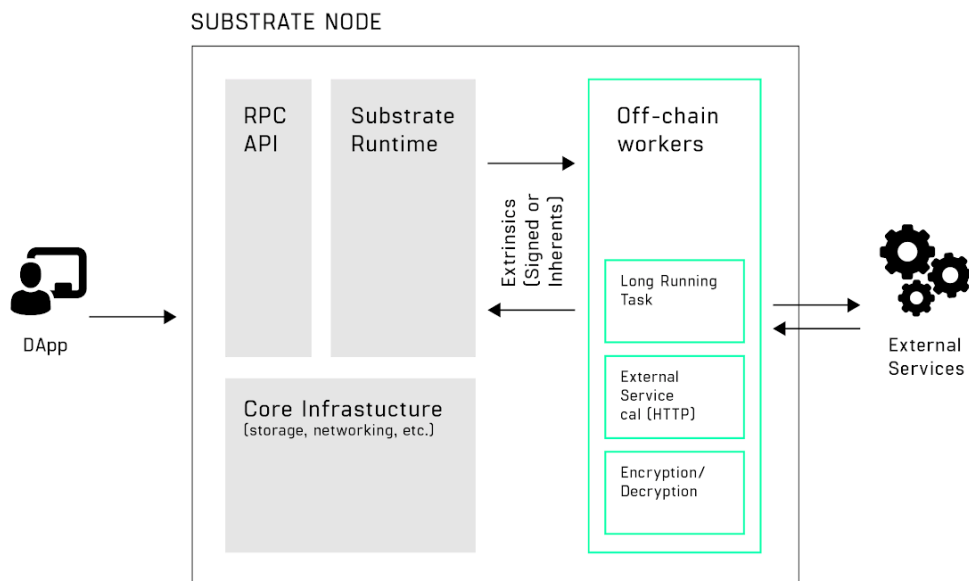 SUBSTRATE NODE
RPC
API
Substrate
Runtime
Off-chain
workers
Extrinsics
(Signed or
Inherents)
Long Running
Task
External
Service
cal (HTTP)
Encryption/
Decryption
Core Infrastucture
(storage, networking, etc.)
DApp
External
Services